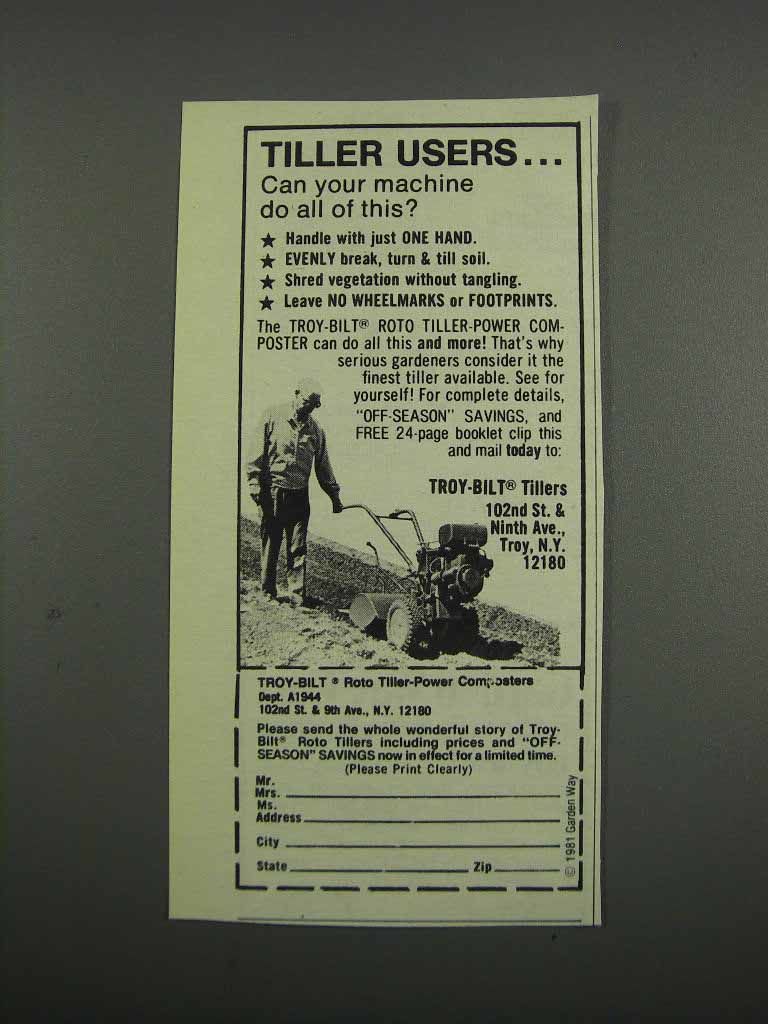 TILLER USERS...
Can your machine
do all of this?
★ Handle with just ONE HAND.
★ EVENLY break, turn & till soil.
★ Shred vegetation without tangling.
★ Leave NO WHEELMARKS or FOOTPRINTS.
The TROY-BILT® ROTO TILLER-POWER COM-
POSTER can do all this and more! That's why
serious gardeners consider it the
finest tiller available. See for
yourself! For complete details,
"OFF-SEASON" SAVINGS, and
FREE 24-page booklet clip this
and mail today to:
TROY-BILT® Tillers
102nd St. &
Ninth Ave.,
Troy, N.Y.
12180
TROY-BILT ® Roto Tiller-Power Composters
Dept. A1944
102nd St. & 9th Ave., N.Y. 12180
Please send the whole wonderful story of Troy-
Bilt® Roto Tillers including prices and "OFF-
SEASON" SAVINGS now in effect for a limited time.
(Please Print Clearly)
Mr.
Mrs.
Ms.
Address
City
State Zip
© 1981 Garden Way